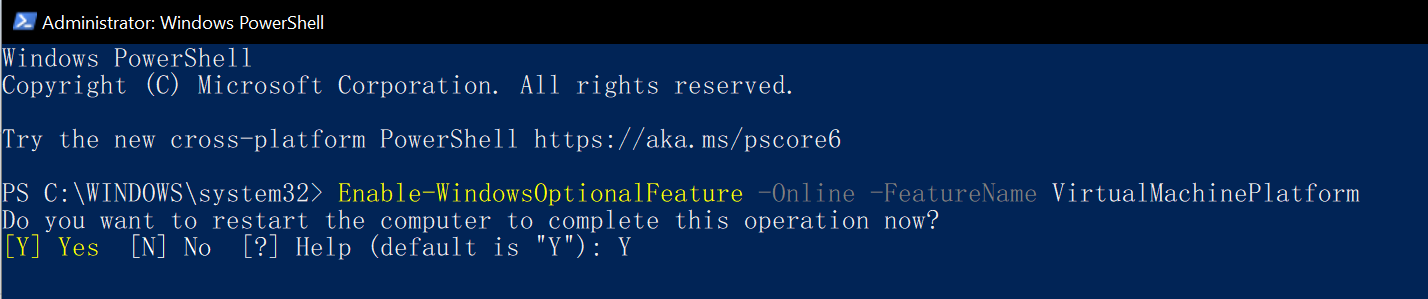 Administrator: Windows PowerShell
Windows PowerShell
Copyright (C) Microsoft Corporation. All rights reserved.
Try the new cross-platform PowerShell https://aka.ms/pscore6
PS C:\WINDOWS\system32> Enable-WindowsOptionalFeature -Online -FeatureName VirtualMachinePlatform
Do you want to restart the computer to complete this operation now?
[Y] Yes  [N] No  [?] Help (default is "Y"): Y